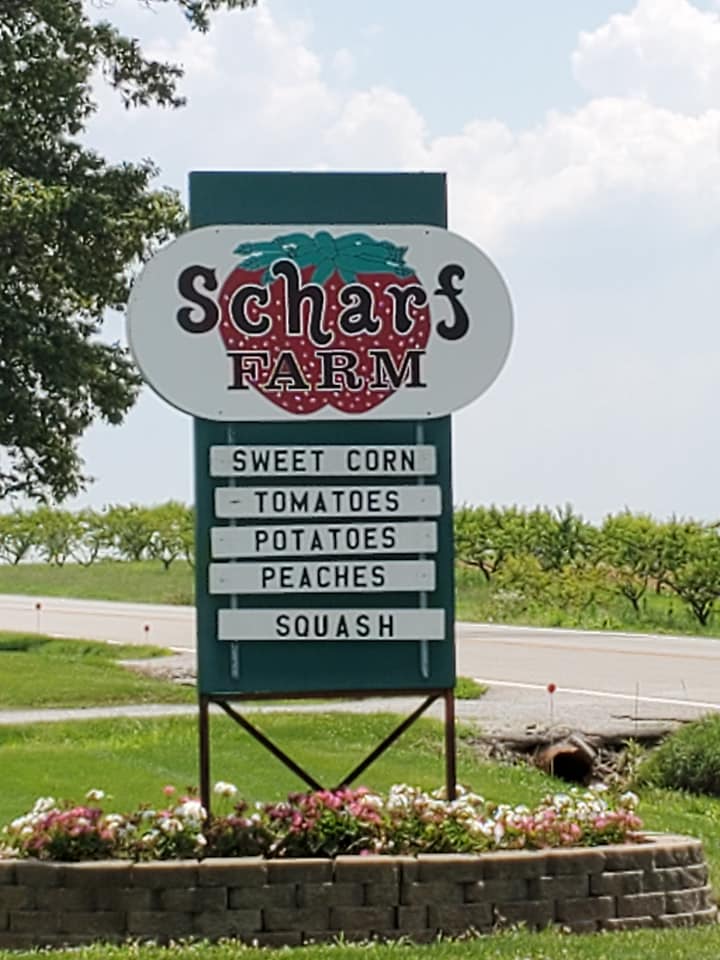 Scharf
FARM
SWEET CORN
TOMATOES
POTATOES
PEACHES
SQUASH